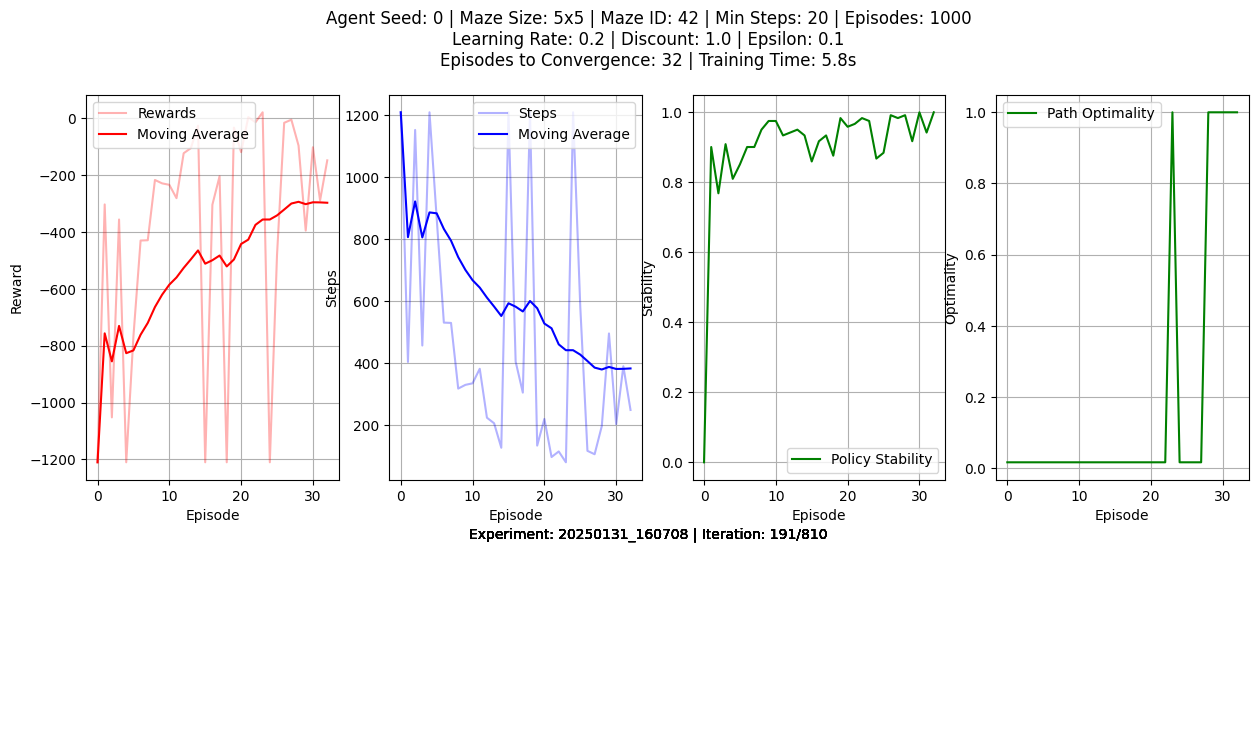 Agent Seed: 0 | Maze Size: 5x5 | Maze ID: 42 | Min Steps: 20 | Episodes: 1000
Learning Rate: 0.2 | Discount: 1.0 | Epsilon: 0.1
Episodes to Convergence: 32 | Training Time: 5.8s
Rewards
Moving Average
0
−200
−400
−600
−800
−1000
−1200
Reward
0
10
20
30
Episode
Steps
Moving Average
1200
1000
800
600
400
200
Steps
0
10
20
30
Episode
1.0
0.8
0.6
0.4
0.2
0.0
Stability
Policy Stability
0
10
20
30
Episode
Path Optimality
1.0
0.8
0.6
0.4
0.2
0.0
Optimality
0
10
20
30
Episode
Experiment: 20250131_160708 | Iteration: 191/810